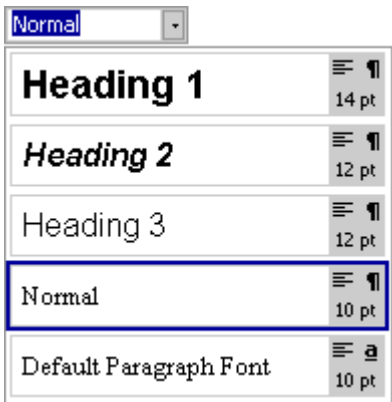 Normal
Heading 1
¶
14 pt
Heading 2
¶
12 pt
Heading 3
¶
12 pt
Normal
¶
10 pt
Default Paragraph Font
a
10 pt